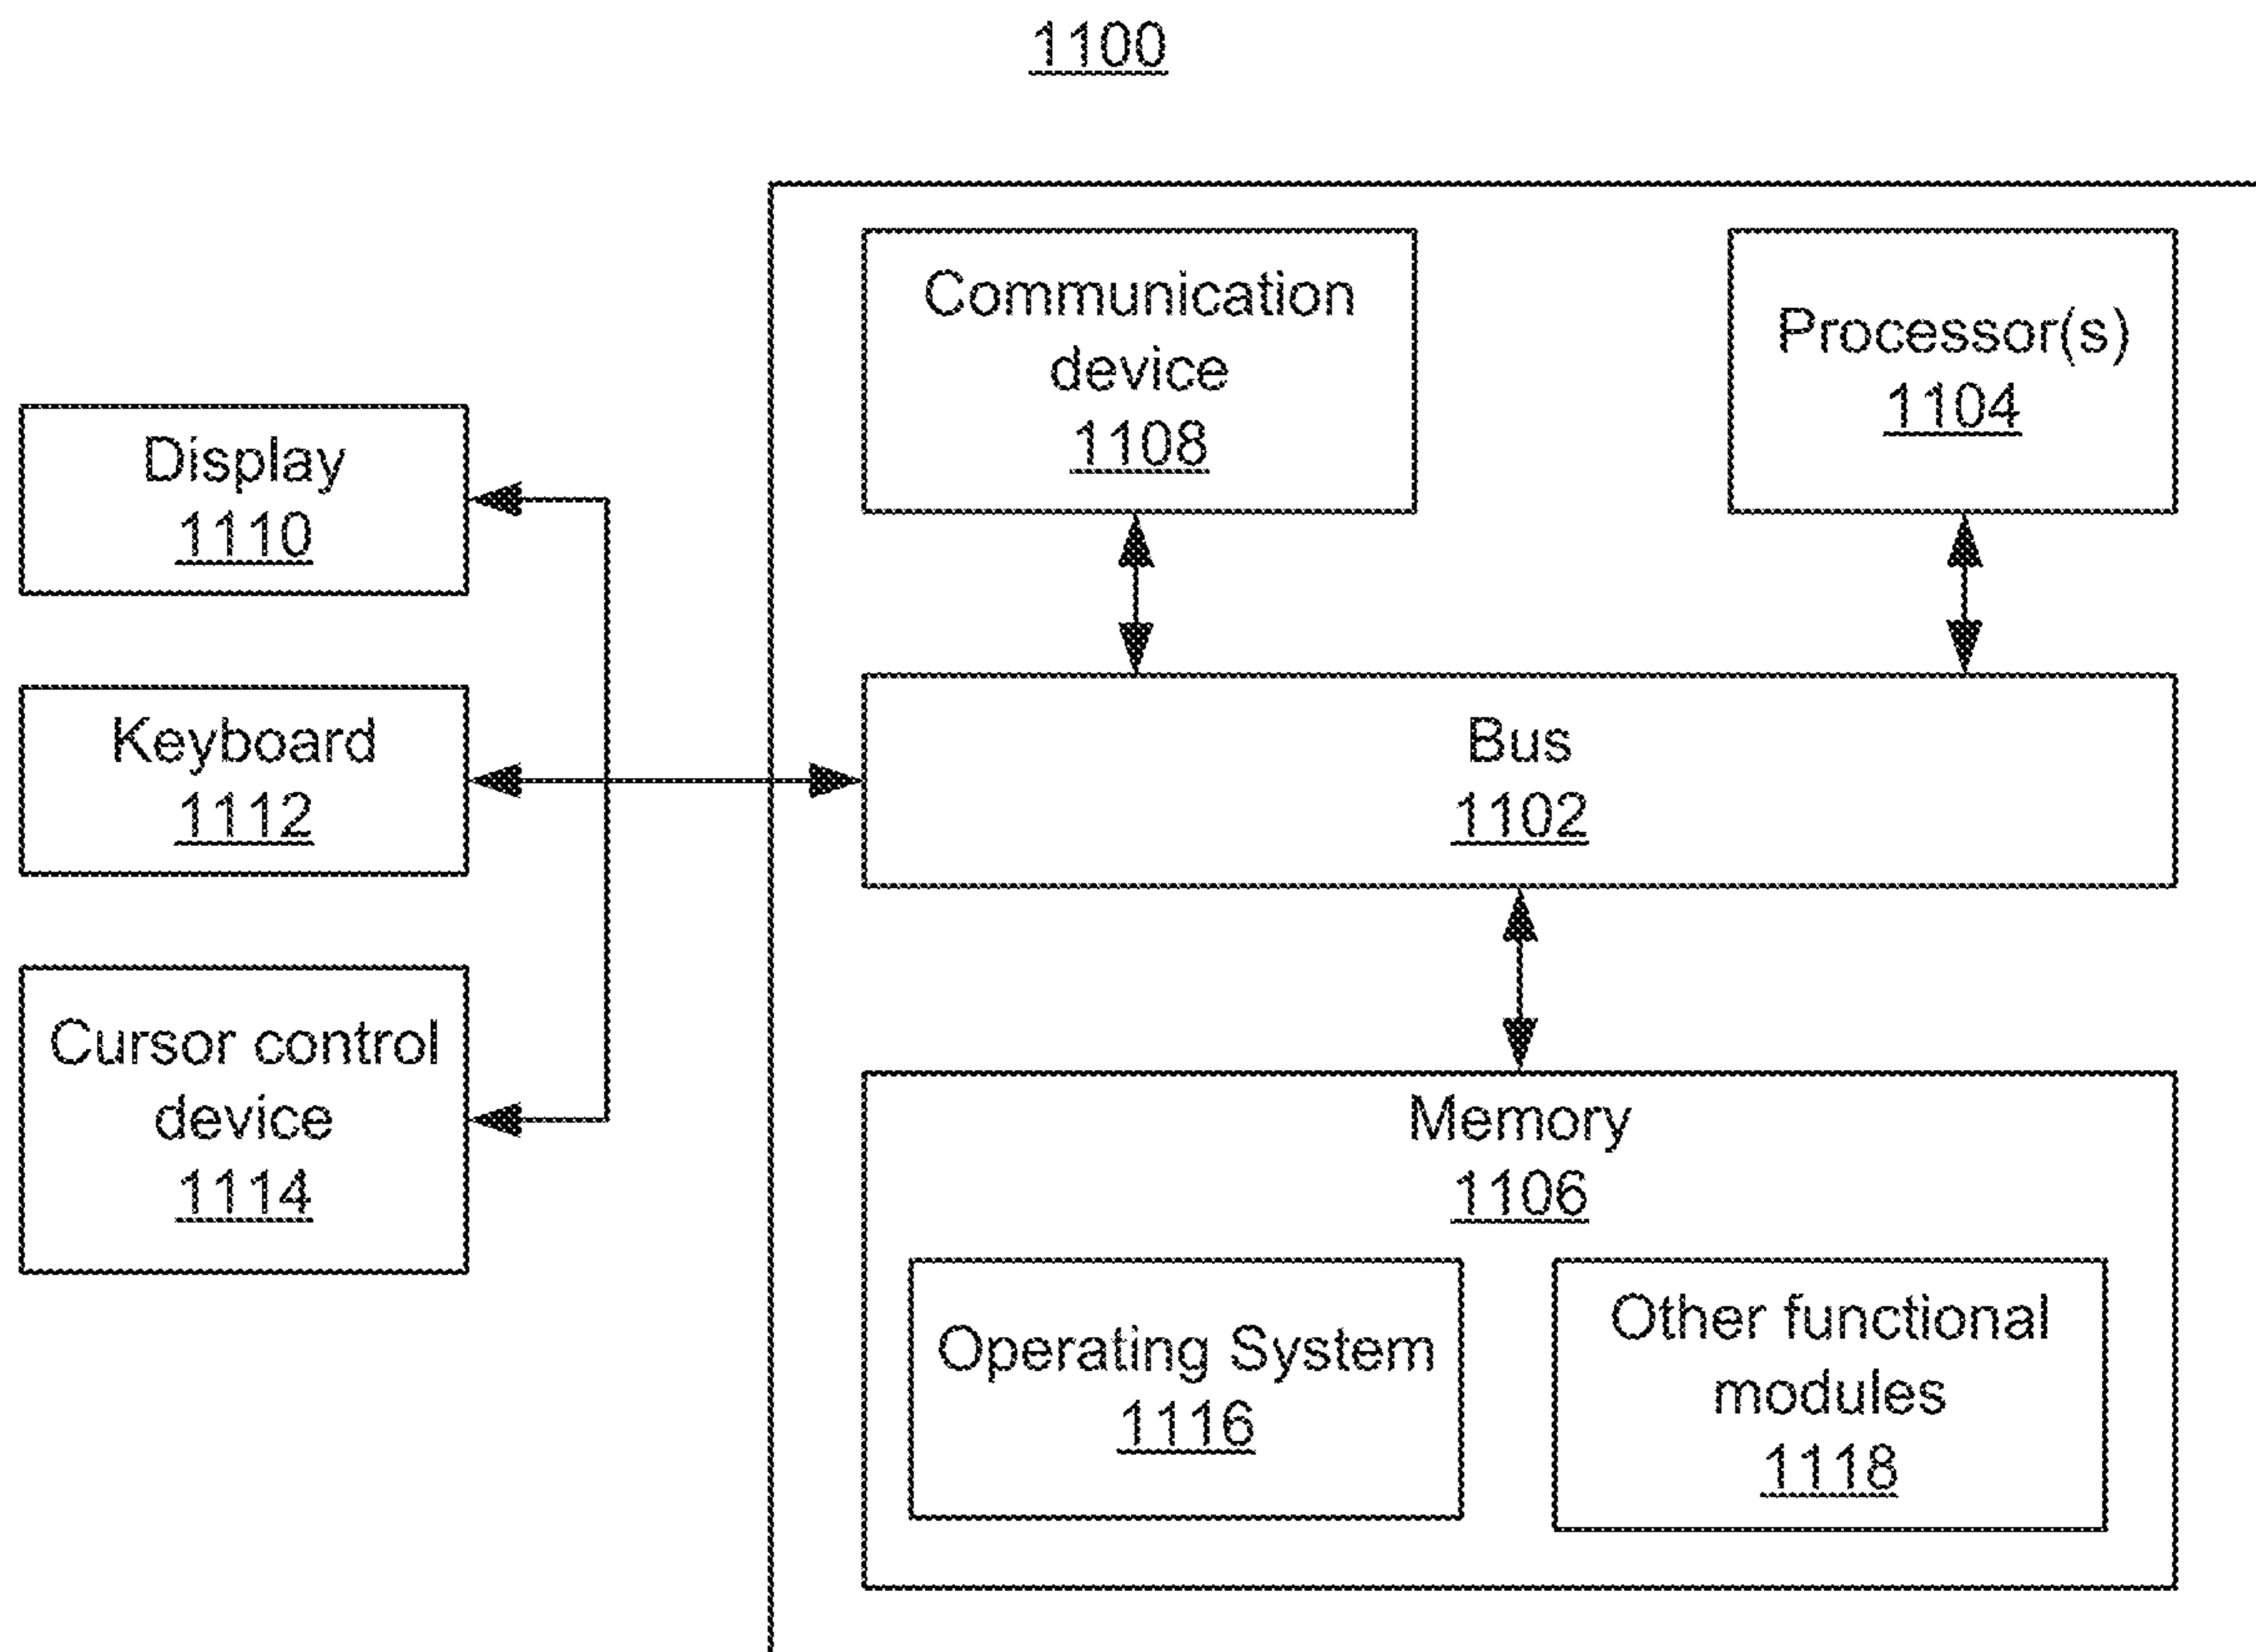 1100
Communication
device
1108
Processor(s)
1104
Display
1110
Keyboard
1112
Bus
1102
Cursor control
device
1114
Memory
1106
Operating System
1116
Other functional
modules
1118